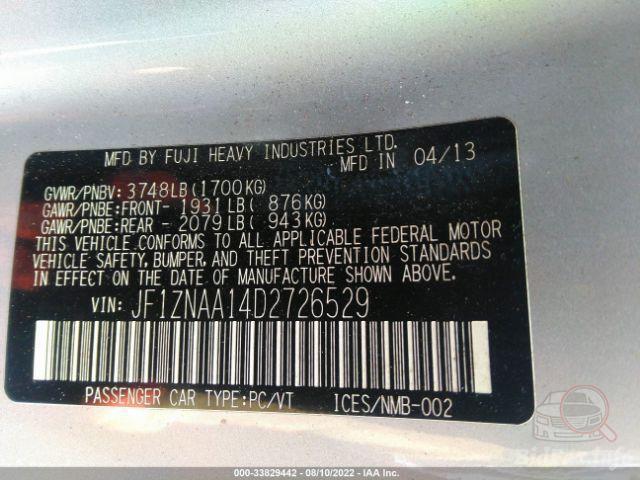 MFD BY FUJI HEAVY INDUSTRIES LTD.
MFD IN 04/13
GVWR/PNBV: 3748LB(1700KG)
GAWR/PNBE:FRONT- 1931LB( 876KG)
GAWR/PNBE:REAR - 2079LB( 943KG)
THIS VEHICLE CONFORMS TO ALL APPLICABLE FEDERAL MOTOR
VEHICLE SAFETY, BUMPER, AND THEFT PREVENTION STANDARDS
IN EFFECT ON THE DATE OF MANUFACTURE SHOWN ABOVE.
VIN: JF1ZNAA14D2726529
PASSENGER CAR TYPE:PC/VT ICES/NMB-002
BidFax.info
000-33829442 - 08/10/2022 - IAA Inc.